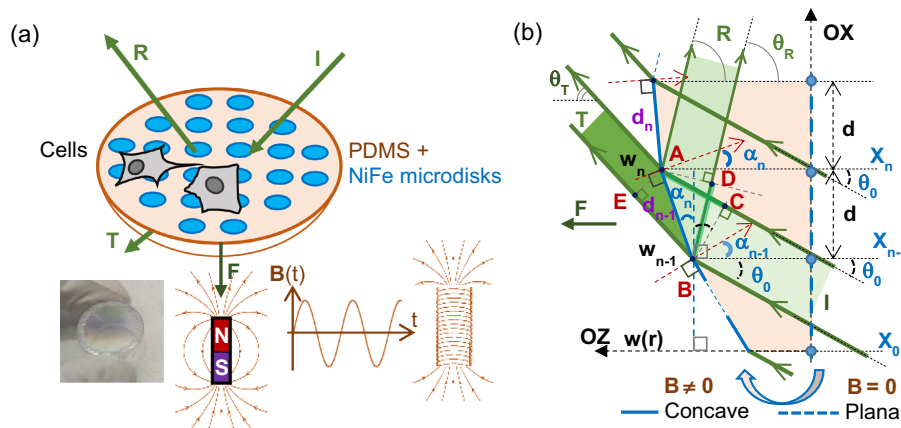 (a)
R
I
Cells
PDMS +
NiFe microdisks
T
F
B(t)
t
N
S
(b)
OX
R
θR
θT
T
dn
d
A
αn
Xn
wn
D
θ0
αn
C
E
dn-1
F
d
wn-1
αn-1
Xn-
B
θ0
θ0
I
OZ
w(r)
X0
B ≠ 0
B = 0
Concave
Plana